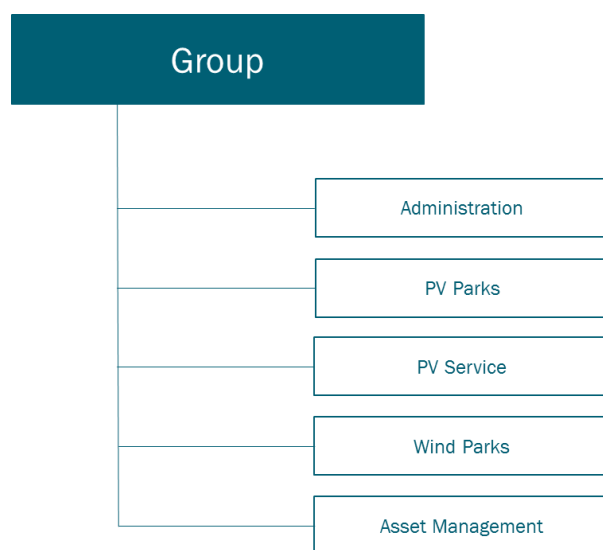 Group
Administration
PV Parks
PV Service
Wind Parks
Asset Management